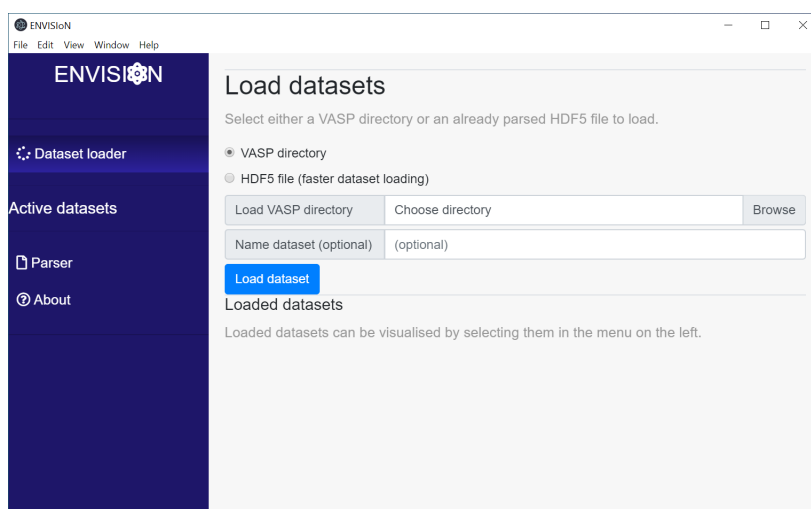 ENVISIoN
File Edit View Window Help
ENVISION
Load datasets
Select either a VASP directory or an already parsed HDF5 file to load.
Dataset loader
VASP directory
HDF5 file (faster dataset loading)
Active datasets
Load VASP directory Choose directory Browse
Name dataset (optional) (optional)
Parser
Load dataset
About
Loaded datasets
Loaded datasets can be visualised by selecting them in the menu on the left.